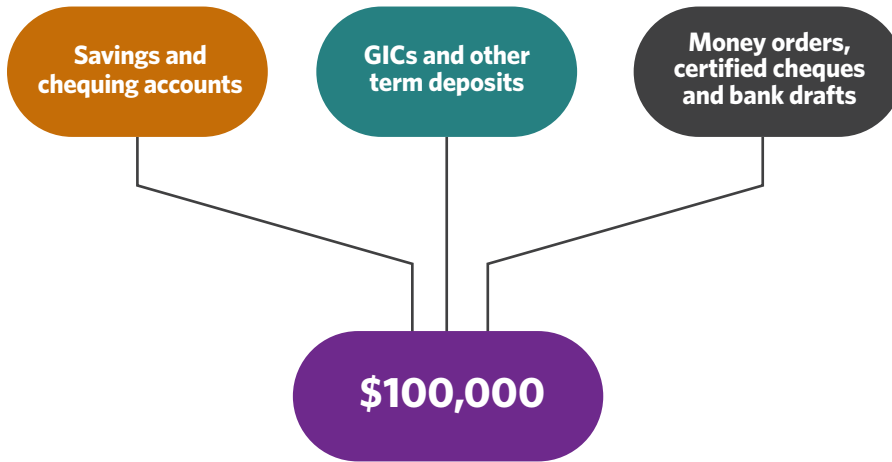 Savings and
chequing accounts
GICs and other
term deposits
Money orders,
certified cheques
and bank drafts
$100,000